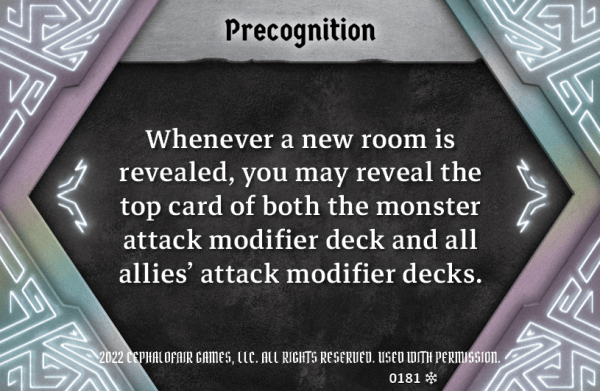 Precognition
Whenever a new room is
revealed, you may reveal the
top card of both the monster
attack modifier deck and all
allies’ attack modifier decks.
2022 CEPHALOFAIR GAMES, LLC. ALL RIGHTS RESERVED. USED WITH PERMISSION.
0181